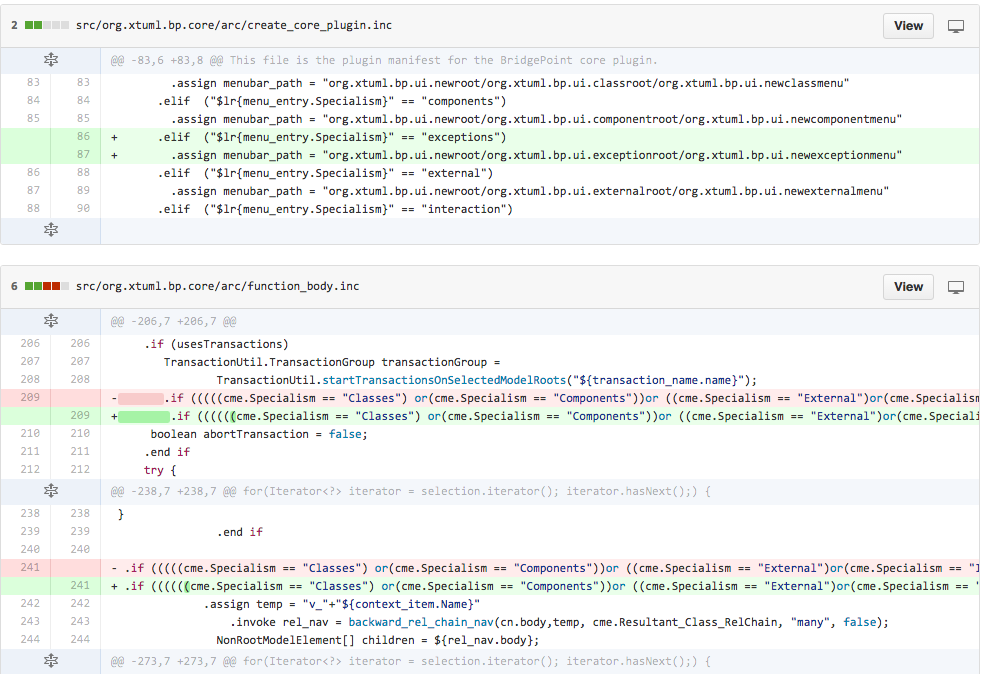 2 src/org.xtuml.bp.core/arc/create_core_plugin.inc View
@@ -83,6 +83,8 @@ This file is the plugin manifest for the BridgePoint core plugin.
83 83 .assign menubar_path = "org.xtuml.bp.ui.newroot/org.xtuml.bp.ui.classroot/org.xtuml.bp.ui.newclassmenu"
84 84 .elif ("$lr{menu_entry.Specialism}" == "components")
85 85 .assign menubar_path = "org.xtuml.bp.ui.newroot/org.xtuml.bp.ui.componentroot/org.xtuml.bp.ui.newcomponentmenu"
86 + .elif ("$lr{menu_entry.Specialism}" == "exceptions")
87 + .assign menubar_path = "org.xtuml.bp.ui.newroot/org.xtuml.bp.ui.exceptionroot/org.xtuml.bp.ui.newexceptionmenu"
86 88 .elif ("$lr{menu_entry.Specialism}" == "external")
87 89 .assign menubar_path = "org.xtuml.bp.ui.newroot/org.xtuml.bp.ui.externalroot/org.xtuml.bp.ui.newexternalmenu"
88 90 .elif ("$lr{menu_entry.Specialism}" == "interaction")
6 src/org.xtuml.bp.core/arc/function_body.inc View
@@ -206,7 +206,7 @@
206 206 .if (usesTransactions)
207 207 TransactionUtil.TransactionGroup transactionGroup =
208 208 TransactionUtil.startTransactionsOnSelectedModelRoots("${transaction_name.name}");
209 - .if (((((cme.Specialism == "Classes") or(cme.Specialism == "Components"))or ((cme.Specialism == "External")or(cme.Specialism
209 + .if ((((((cme.Specialism == "Classes") or(cme.Specialism == "Components"))or ((cme.Specialism == "External")or(cme.Speciali
210 210 boolean abortTransaction = false;
211 211 .end if
212 212 try {
@@ -238,7 +238,7 @@ for(Iterator<?> iterator = selection.iterator(); iterator.hasNext();) {
238 238 }
239 239 .end if
240 240
241 - .if (((((cme.Specialism == "Classes") or(cme.Specialism == "Components"))or ((cme.Specialism == "External")or(cme.Specialism == "
241 + .if ((((((cme.Specialism == "Classes") or(cme.Specialism == "Components"))or ((cme.Specialism == "External")or(cme.Specialism == "
242 242 .assign temp = "v_"+"${context_item.Name}"
243 243 .invoke rel_nav = backward_rel_chain_nav(cn.body,temp, cme.Resultant_Class_RelChain, "many", false);
244 244 NonRootModelElement[] children = ${rel_nav.body};
@@ -273,7 +273,7 @@ for(Iterator<?> iterator = selection.iterator(); iterator.hasNext();) {